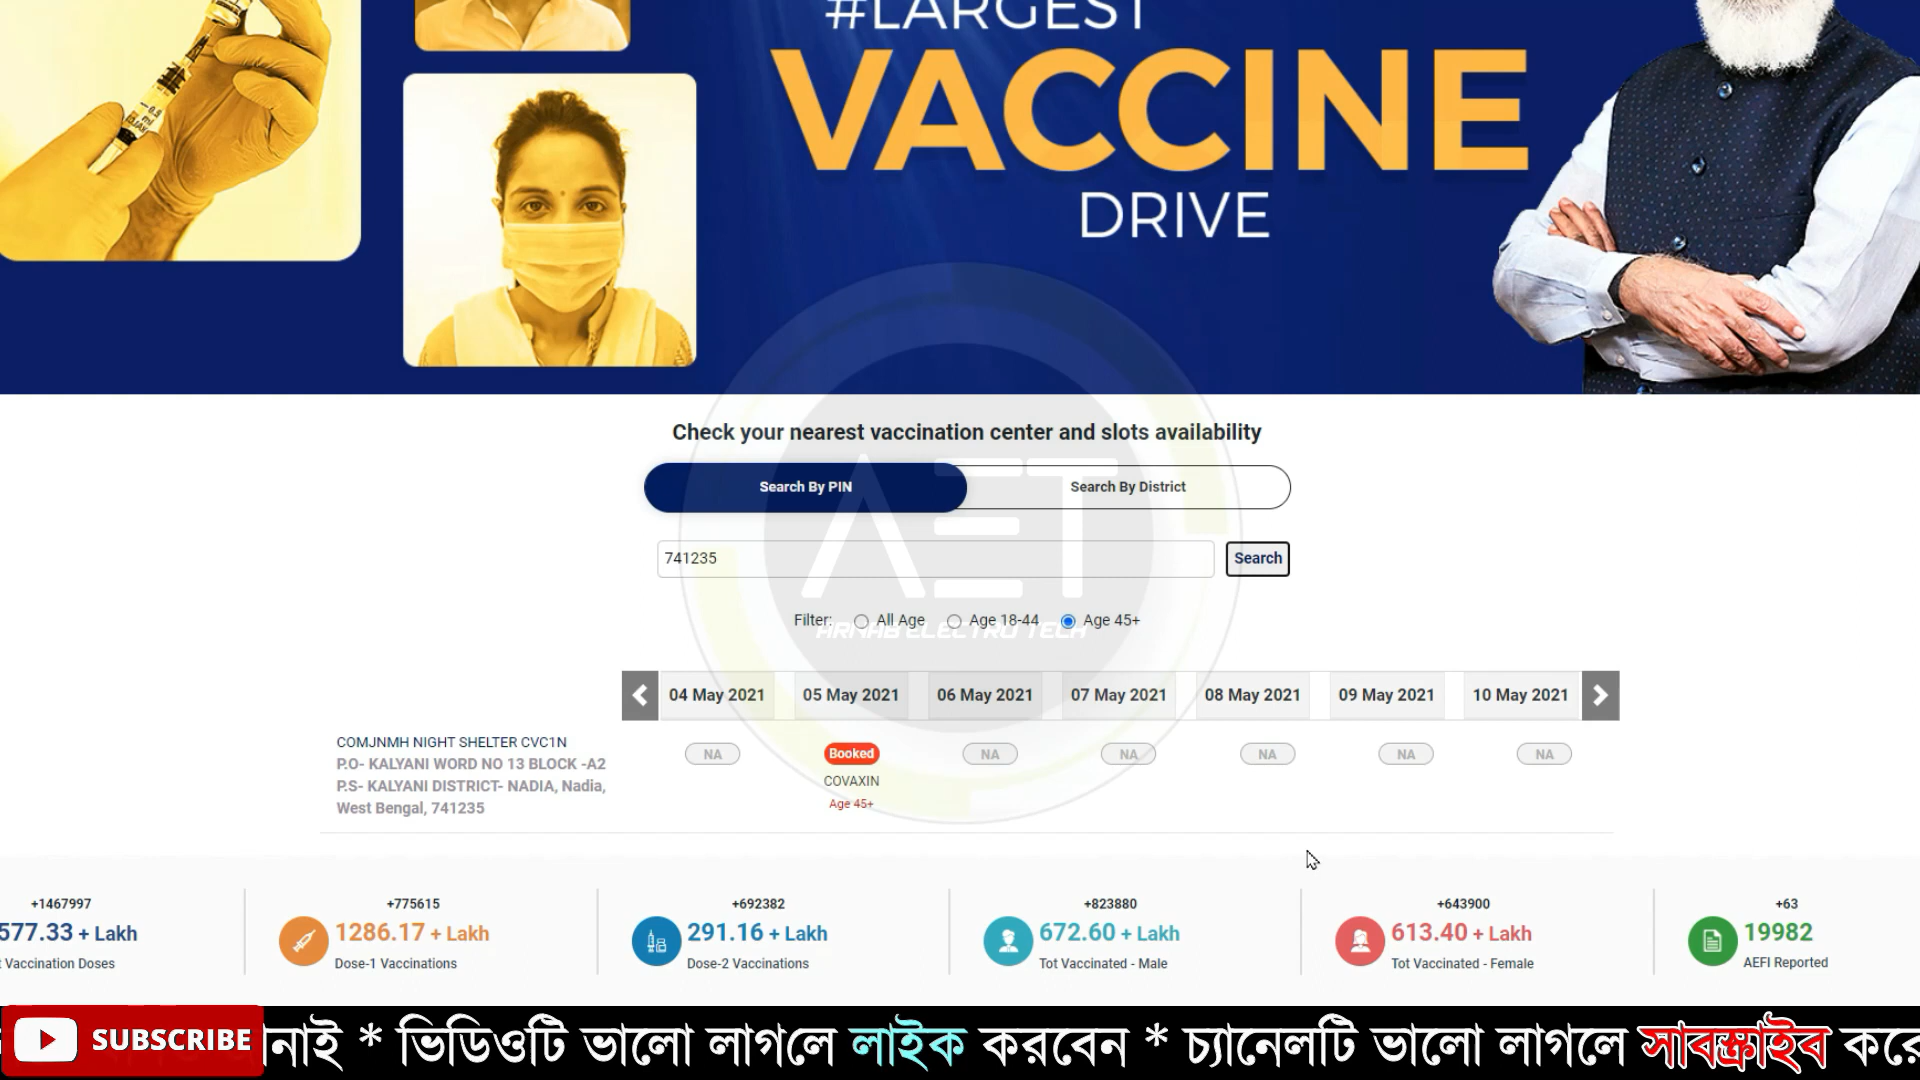 #LARGEST
VACCINE
DRIVE
Check your nearest vaccination center and slots availability
Search By PIN
Search By District
741235
Search
Filter: All Age Age 18-44 Age 45+
AET
ARNAB ELECTRO TECH
04 May 2021 05 May 2021 06 May 2021 07 May 2021 08 May 2021 09 May 2021 10 May 2021
COMJNMH NIGHT SHELTER CVC1N
P.O- KALYANI WORD NO 13 BLOCK -A2
P.S- KALYANI DISTRICT- NADIA, Nadia,
West Bengal, 741235
NA Booked NA NA NA NA NA
COVAXIN
Age 45+
+1467997 +775615 +692382 +823880 +643900 +63
577.33 + Lakh 1286.17 + Lakh 291.16 + Lakh 672.60 + Lakh 613.40 + Lakh 19982
Vaccination Doses Dose-1 Vaccinations Dose-2 Vaccinations Tot Vaccinated - Male Tot Vaccinated - Female AEFI Reported
SUBSCRIBE
নাই * ভিডিওটি ভালো লাগলে লাইক করবেন * চ্যানেলটি ভালো লাগলে সাবস্ক্রাইব করে